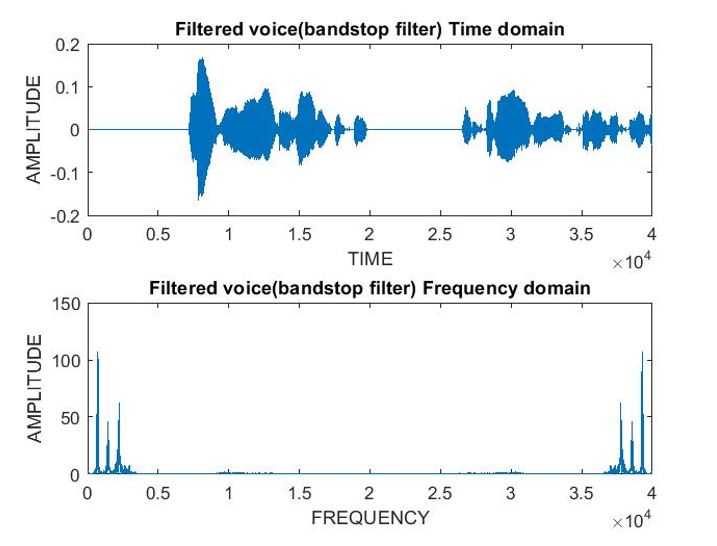 Filtered voice(bandstop filter) Time domain
0.2
0.1
0
-0.1
-0.2
AMPLITUDE
0 0.5 1 1.5 2 2.5 3 3.5 4
TIME
×10^4
Filtered voice(bandstop filter) Frequency domain
150
100
50
0
AMPLITUDE
0 0.5 1 1.5 2 2.5 3 3.5 4
FREQUENCY
×10^4